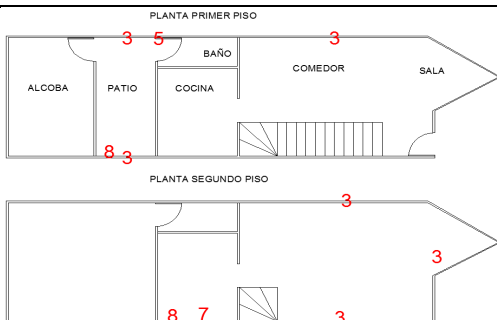 PLANTA PRIMER PISO
3 5 3
BAÑO
COMEDOR
SALA
ALCOBA PATIO COCINA
8 3
PLANTA SEGUNDO PISO
3
3
8 7 3